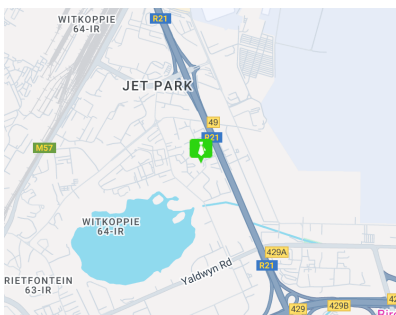 WITKOPPIE
64-IR
R21
JET PARK
49
R21
M57
WITKOPPIE
64-IR
429A
Yaldwyn Rd
R21
RIETFONTEIN
63-IR
429
429B